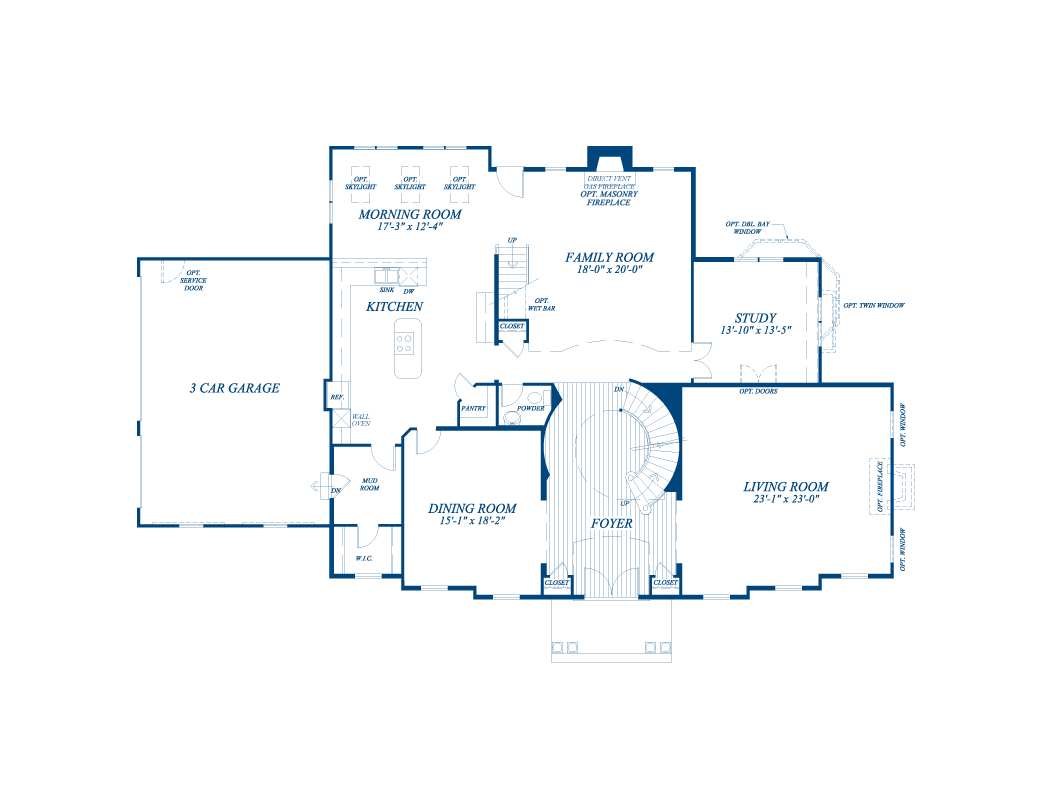 OPT.
SKYLIGHT
OPT.
SKYLIGHT
OPT.
SKYLIGHT
DIRECT VENT
GAS FIREPLACE
OPT. MASONRY
FIREPLACE
MORNING ROOM
17'-3" x 12'-4"
OPT. DBL. BAY
WINDOW
UP
FAMILY ROOM
18'-0" x 20'-0"
OPT.
SERVICE
DOOR
SINK
DW
KITCHEN
OPT.
WET BAR
OPT. TWIN WINDOW
CLOSET
STUDY
13'-10" x 13'-5"
3 CAR GARAGE
DN
OPT. DOORS
REF.
PANTRY
POWDER
WALL
OVEN
OPT. WINDOW
MUD
ROOM
DN
OPT. FIREPLACE
LIVING ROOM
23'-1" x 23'-0"
DINING ROOM
15'-1" x 18'-2"
UP
FOYER
OPT. WINDOW
W.I.C.
CLOSET
CLOSET